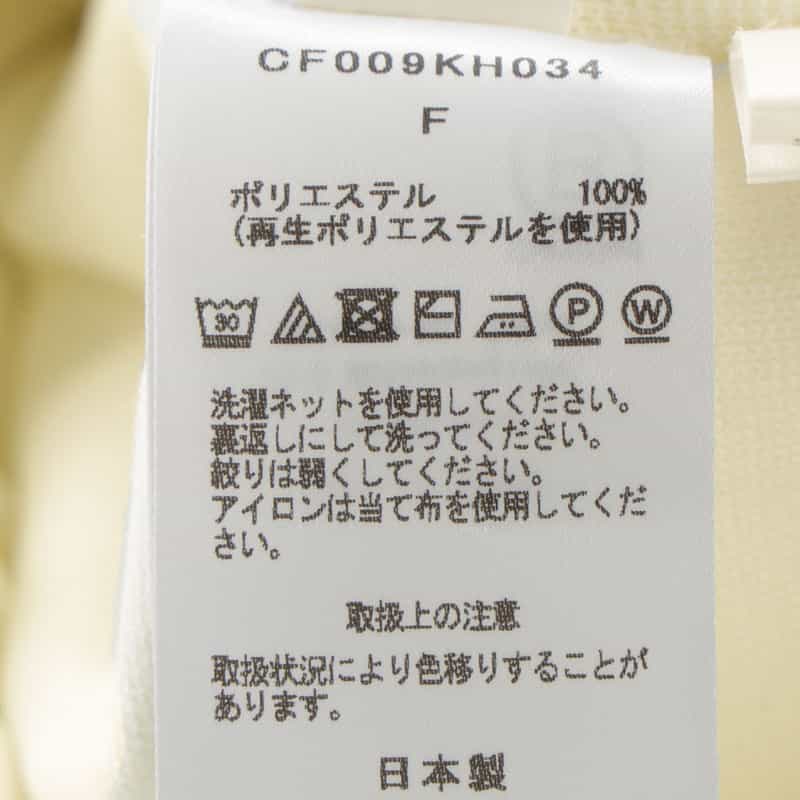 CF009KH034
F
ポリエステル 100%
(再生ポリエステルを使用)
30 P W
洗濯ネットを使用してください。
裏返しにして洗ってください。
絞りは弱くしてください。
アイロンは当て布を使用してくだ
さい。
取扱上の注意
取扱状況により色移りすることが
あります。
日本製